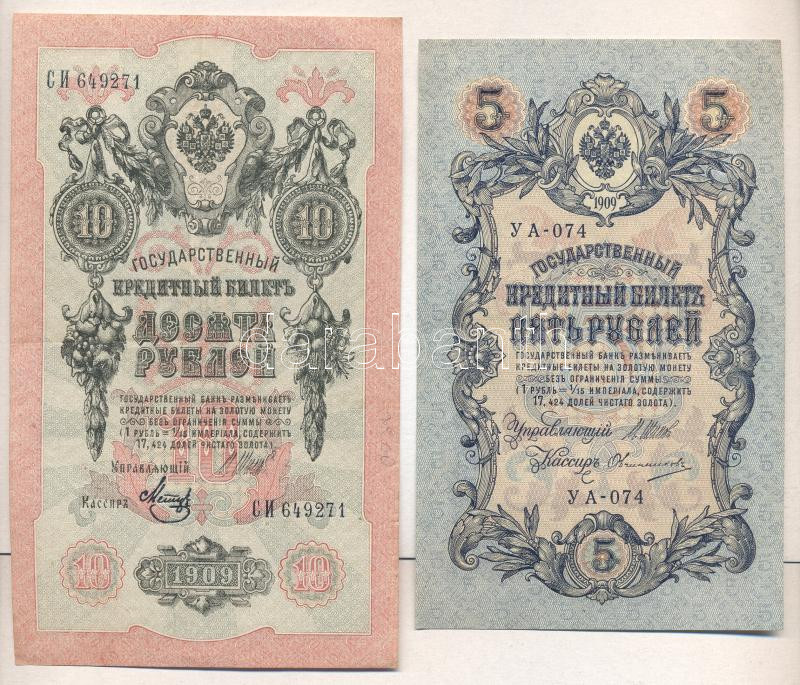 СИ 649271
10 10
ГОСУДАРСТВЕННЫЙ
КРЕДИТНЫЙ БИЛЕТЪ
ДЕСЯТЬ
РУБЛЕЙ
ГОСУДАРСТВЕННЫЙ БАНКЪ РАЗМѢНИВАЕТЪ
КРЕДИТНЫЕ БИЛЕТЫ НА ЗОЛОТУЮ МОНЕТУ
БЕЗЪ ОГРАНИЧЕНІЯ СУММЫ
(1 РУБЛЬ = 1/15 ИМПЕРІАЛА, СОДЕРЖИТЪ
17,424 ДОЛЕЙ ЧИСТАГО ЗОЛОТА).
10
Управляющій
Кассиръ
СИ 649271
10 1909 10
5 5
1909
УА-074
ГОСУДАРСТВЕННЫЙ
КРЕДИТНЫЙ БИЛЕТЪ
ПЯТЬ РУБЛЕЙ
ГОСУДАРСТВЕННЫЙ БАНКЪ РАЗМѢНИВАЕТЪ
КРЕДИТНЫЕ БИЛЕТЫ НА ЗОЛОТУЮ МОНЕТУ
БЕЗЪ ОГРАНИЧЕНІЯ СУММЫ
(1 РУБЛЬ = 1/15 ИМПЕРІАЛА, СОДЕРЖИТЪ
17,424 ДОЛЕЙ ЧИСТАГО ЗОЛОТА).
Управляющій
Кассиръ Овчинниковъ
УА-074
5